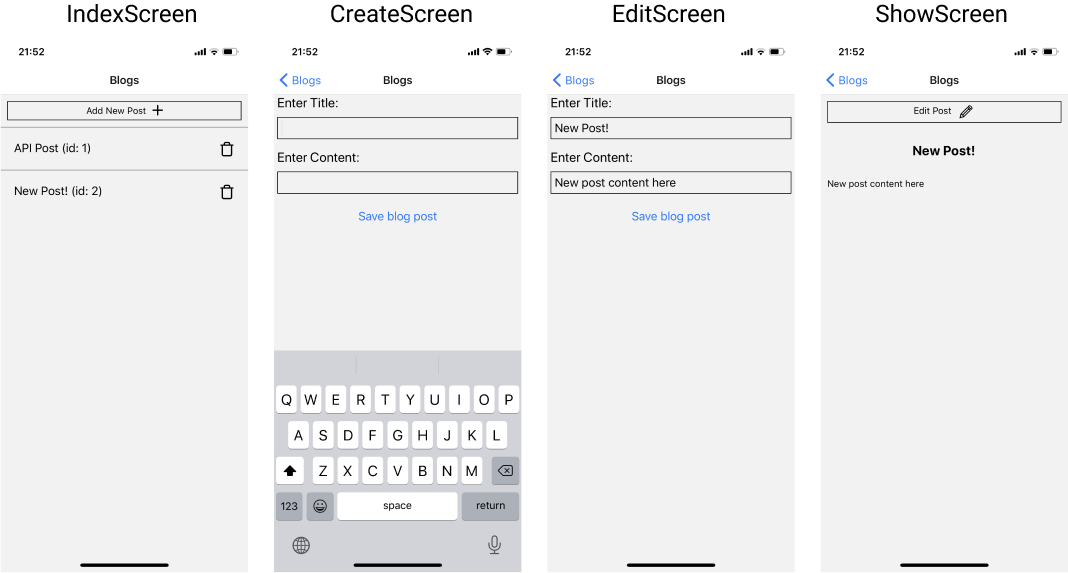 IndexScreen
21:52
Blogs
Add New Post
API Post (id: 1)
New Post! (id: 2)
CreateScreen
21:52
Blogs
Blogs
Enter Title:
Enter Content:
Save blog post
Q W E R T Y U I O P
A S D F G H J K L
Z X C V B N M
123 space return
EditScreen
21:52
Blogs
Blogs
Enter Title:
New Post!
Enter Content:
New post content here
Save blog post
ShowScreen
21:52
Blogs
Blogs
Edit Post
New Post!
New post content here